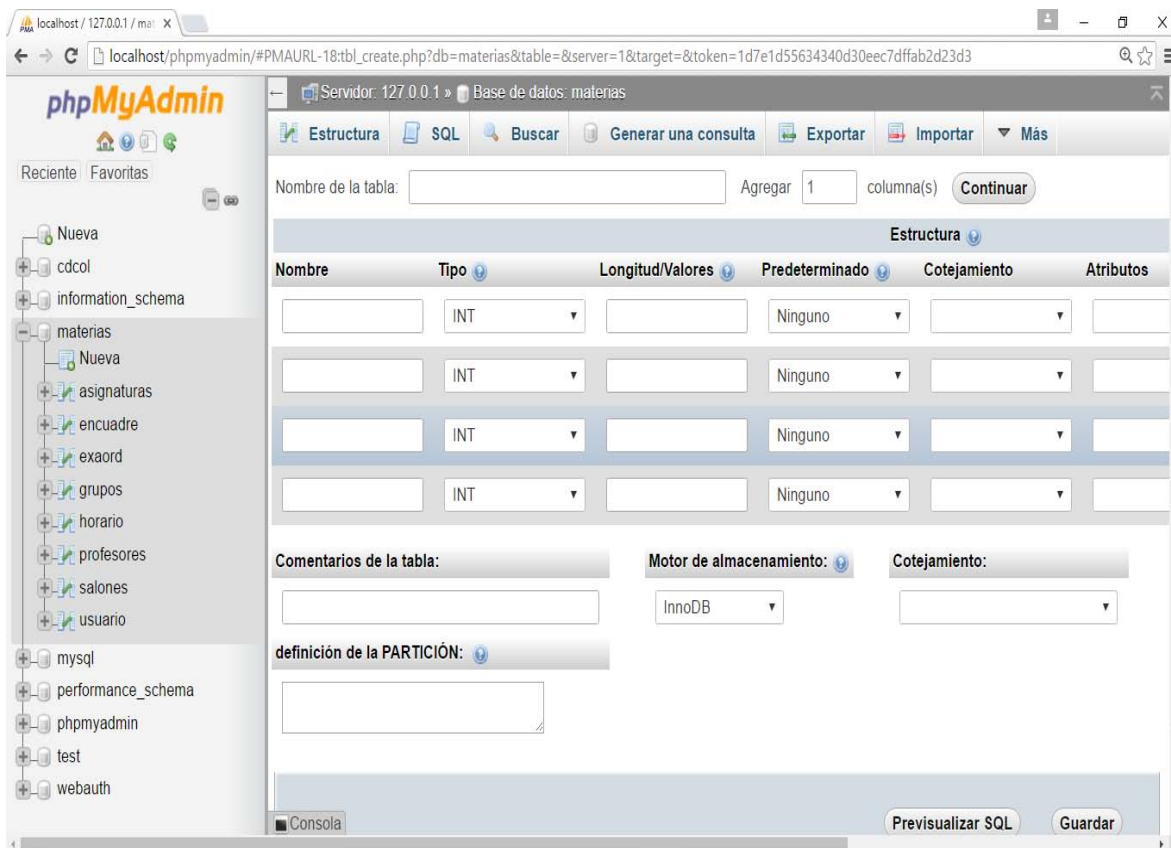 localhost / 127.0.0.1 / mat
localhost/phpmyadmin/#PMAURL-18:tbl_create.php?db=materias&table=&server=1&target=&token=1d7e1d55634340d30eec7dffab2d23d3
phpMyAdmin
Reciente Favoritas
Nueva
cdcol
information_schema
materias
Nueva
asignaturas
encuadre
exaord
grupos
horario
profesores
salones
usuario
mysql
performance_schema
phpmyadmin
test
webauth
Servidor: 127.0.0.1 » Base de datos: materias
Estructura SQL Buscar Generar una consulta Exportar Importar Más
Nombre de la tabla: Agregar 1 columna(s) Continuar
Estructura
Nombre Tipo Longitud/Valores Predeterminado Cotejamiento Atributos
INT Ninguno
INT Ninguno
INT Ninguno
INT Ninguno
Comentarios de la tabla: Motor de almacenamiento: Cotejamiento:
InnoDB
definición de la PARTICIÓN:
Consola
Previsualizar SQL Guardar